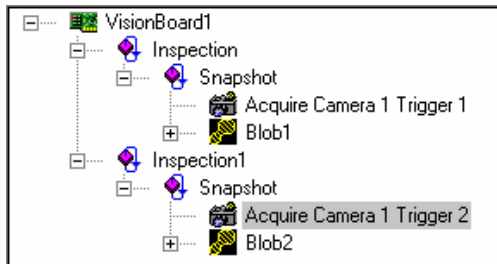 VisionBoard1
Inspection
Snapshot
Acquire Camera 1 Trigger 1
Blob1
Inspection1
Snapshot
Acquire Camera 1 Trigger 2
Blob2